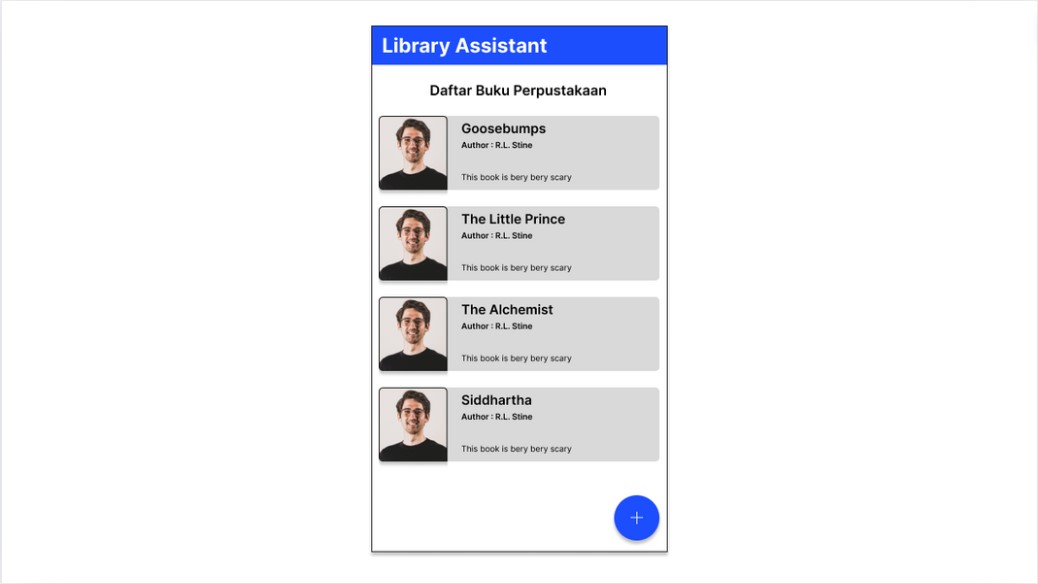 Library Assistant
Daftar Buku Perpustakaan
Goosebumps
Author : R.L. Stine
This book is bery bery scary
The Little Prince
Author : R.L. Stine
This book is bery bery scary
The Alchemist
Author : R.L. Stine
This book is bery bery scary
Siddhartha
Author : R.L. Stine
This book is bery bery scary